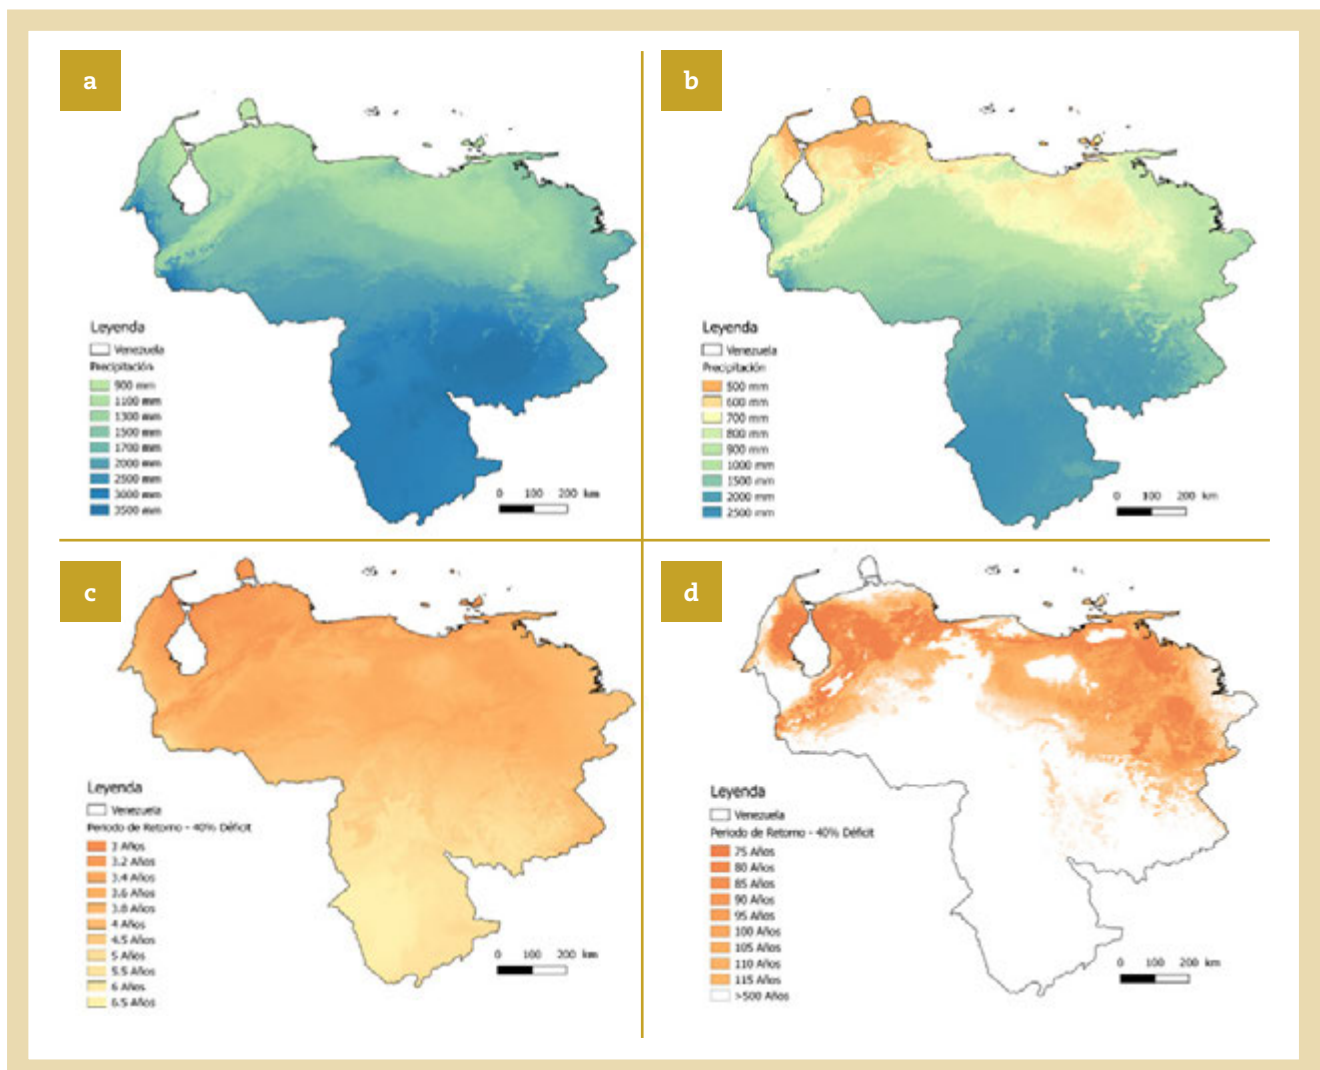 a
Leyenda
Venezuela
Precipitación
900 mm
1100 mm
1300 mm
1500 mm
1700 mm
2000 mm
2500 mm
3000 mm
3500 mm
0 100 200 km
b
Leyenda
Venezuela
Precipitación
500 mm
600 mm
700 mm
800 mm
900 mm
1000 mm
1500 mm
2000 mm
2500 mm
0 100 200 km
c
Leyenda
Venezuela
Periodo de Retorno - 40% Déficit
3 Años
3.2 Años
3.4 Años
3.6 Años
3.8 Años
4 Años
4.5 Años
5 Años
5.5 Años
6 Años
6.5 Años
0 100 200 km
d
Leyenda
Venezuela
Periodo de Retorno - 40% Déficit
75 Años
80 Años
85 Años
90 Años
95 Años
100 Años
105 Años
110 Años
115 Años
>500 Años
0 100 200 km